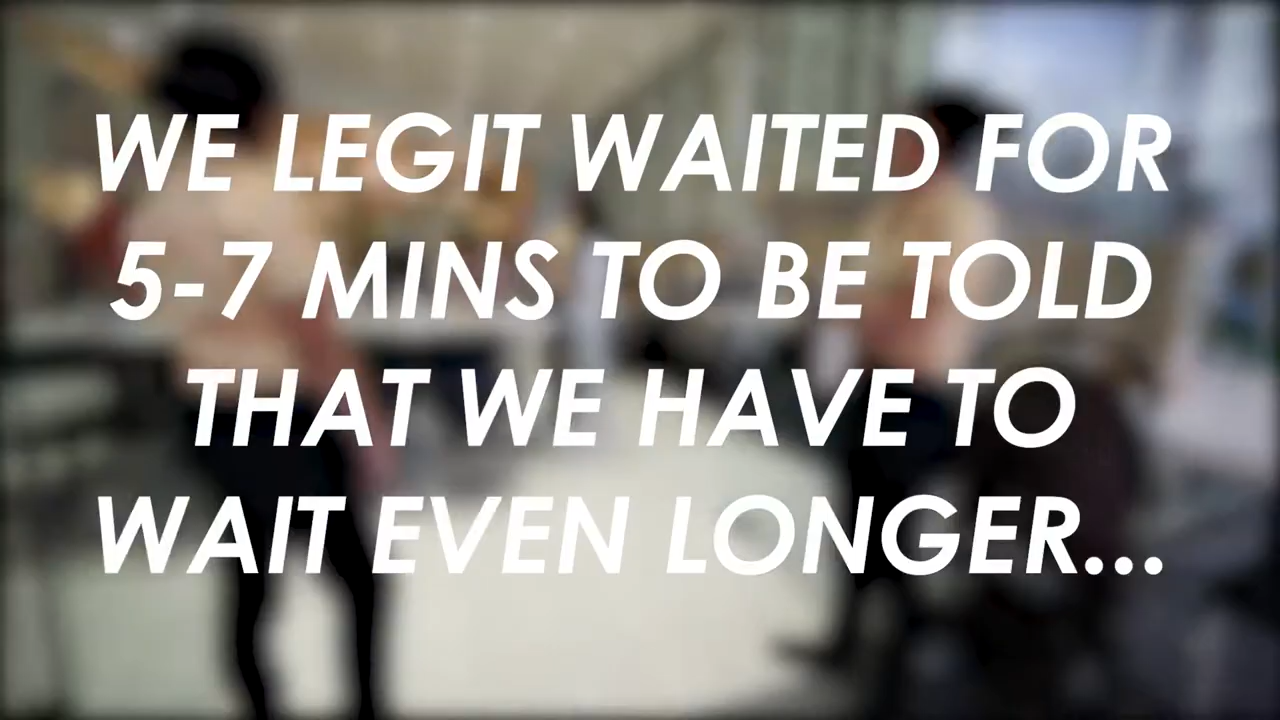 WE LEGIT WAITED FOR
5-7 MINS TO BE TOLD
THAT WE HAVE TO
WAIT EVEN LONGER...